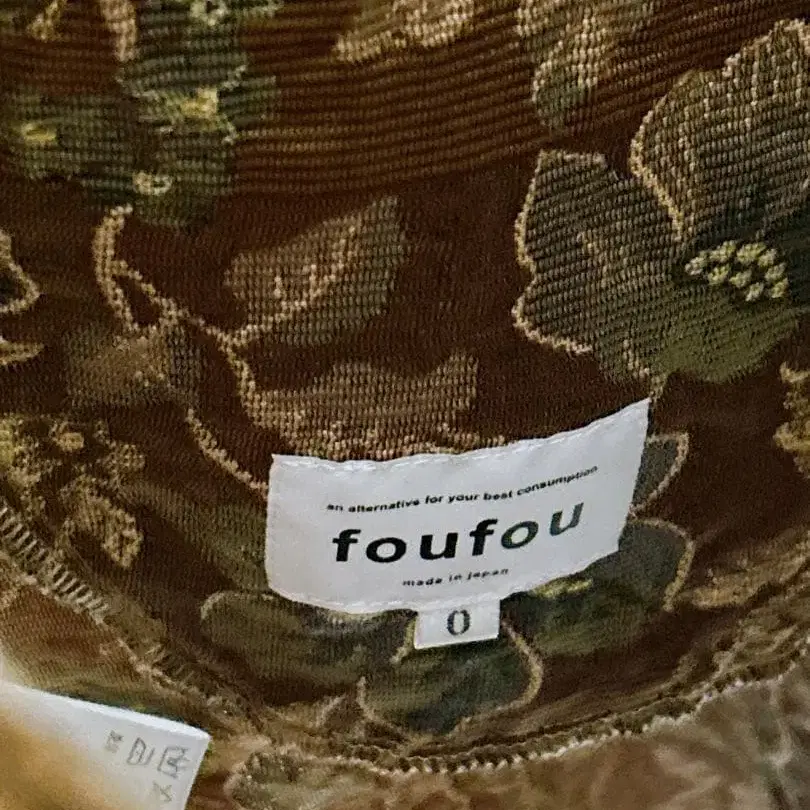 an alternative for your best consumption
foufou
made in japan
0